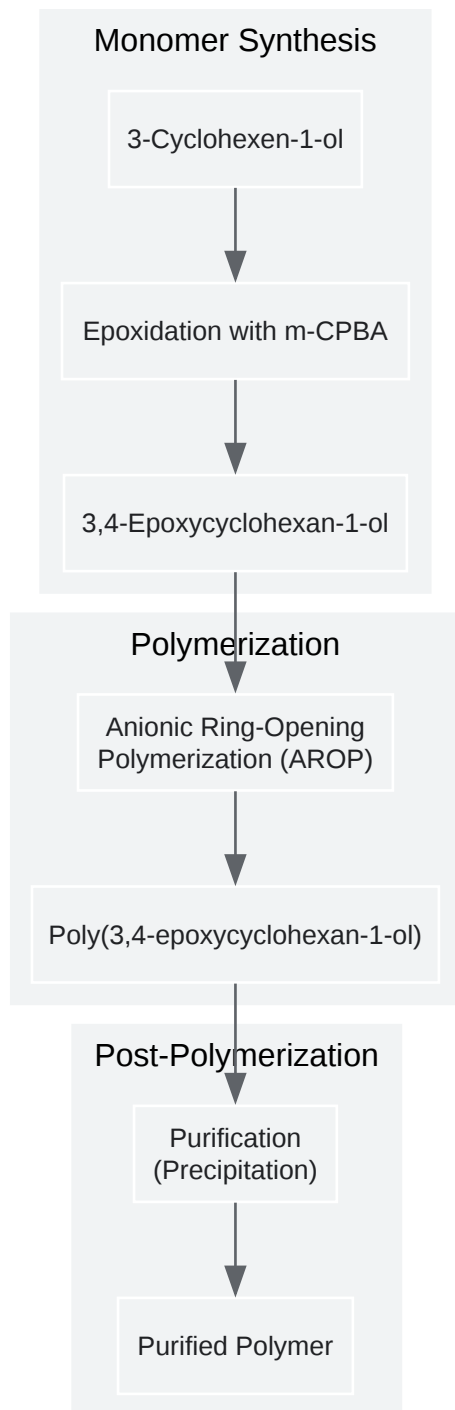 Monomer Synthesis
3-Cyclohexen-1-ol
Epoxidation with m-CPBA
3,4-Epoxycyclohexan-1-ol
Polymerization
Anionic Ring-Opening
Polymerization (AROP)
Poly(3,4-epoxycyclohexan-1-ol)
Post-Polymerization
Purification
(Precipitation)
Purified Polymer